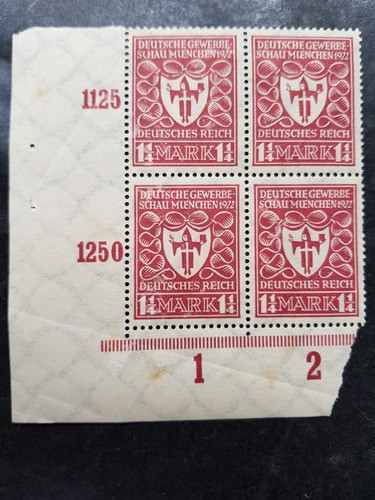 DEUTSCHE GEWERBE- DEUTSCHE GEWERBE-
SCHAU MUENCHEN 1922 SCHAU MUENCHEN 1922
1125
DEUTSCHES REICH DEUTSCHES REICH
1¼ MARK 1¼ 1¼ MARK 1¼
DEUTSCHE GEWERBE- DEUTSCHE GEWERBE-
SCHAU MUENCHEN 1922 SCHAU MUENCHEN 1922
1250
DEUTSCHES REICH DEUTSCHES REICH
1¼ MARK 1¼ 1¼ MARK 1¼
1 2